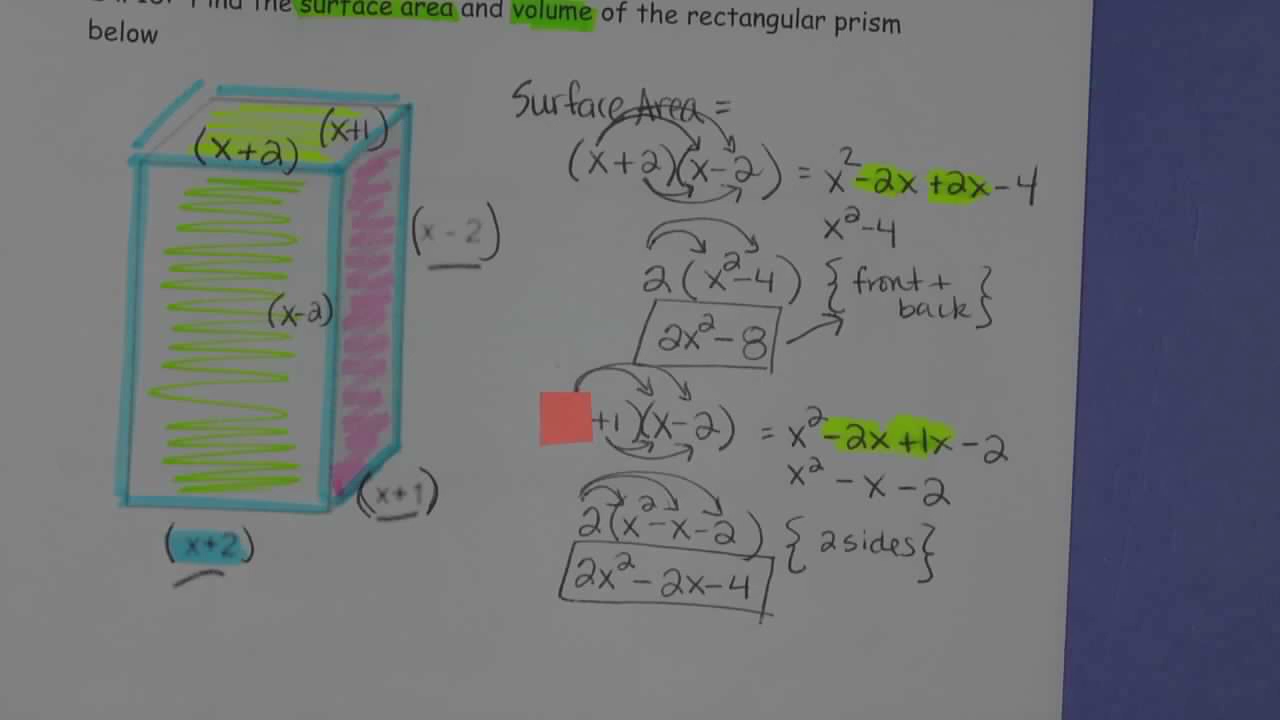 Find the surface area and volume of the rectangular prism
below
(x+2)
(x+1)
(x - 2)
(x-2)
(x+1)
(x+2)
Surface Area =
(x+2)(x-2) = x²-2x+2x-4
x²-4
2(x²-4) {front +
back}
2x²-8
+1)(x-2) = x²-2x+1x-2
x²-x-2
2(x²-x-2) {2 sides}
2x²-2x-4